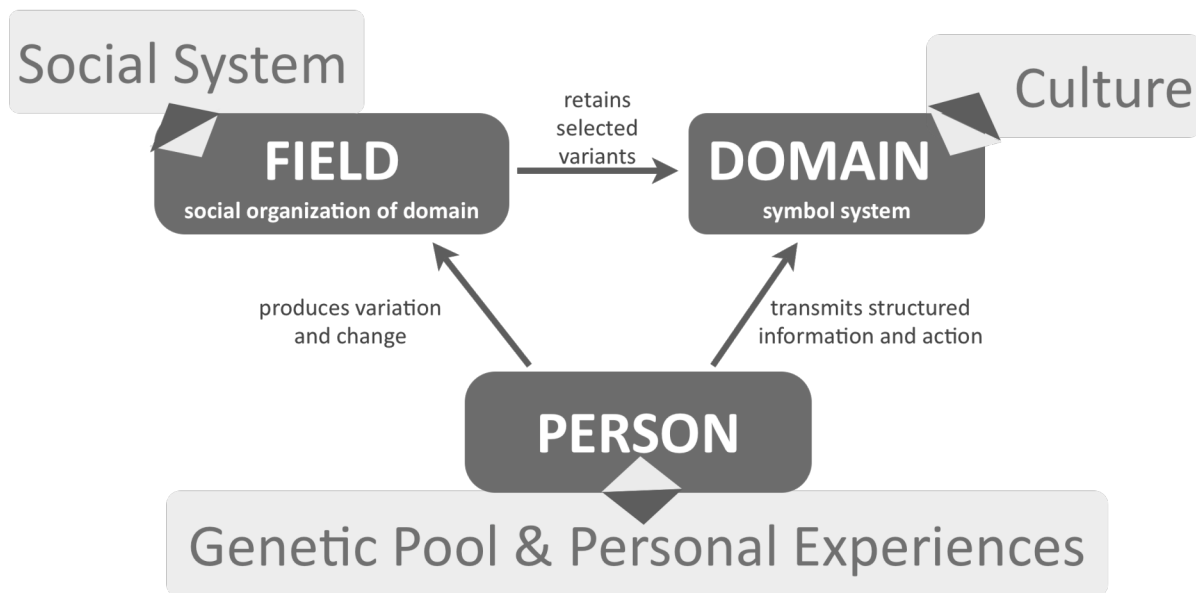 Social System
Culture
retains
selected
variants
FIELD
social organization of domain
DOMAIN
symbol system
produces variation
and change
transmits structured
information and action
PERSON
Genetic Pool & Personal Experiences